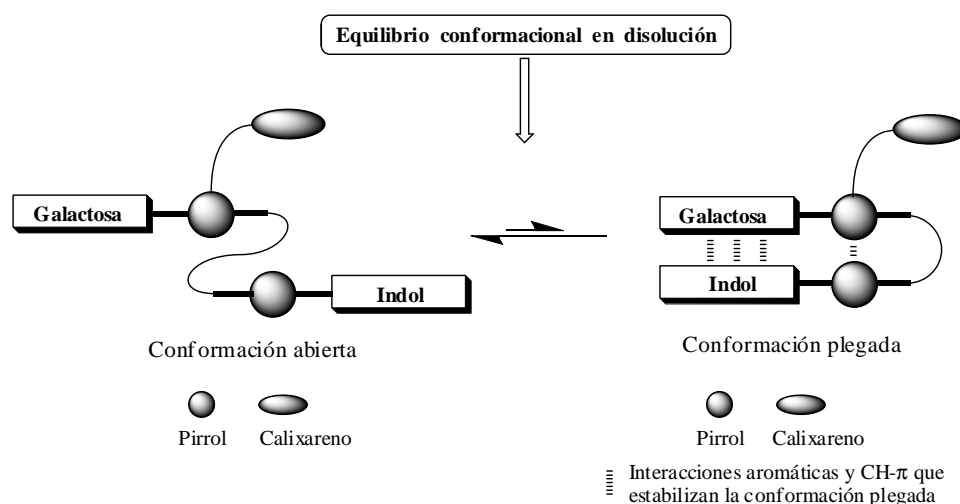 Equilibrio conformacional en disolución
Galactosa
Indol
Conformación abierta
Pirrol Calixareno
Galactosa
Indol
Conformación plegada
Pirrol Calixareno
Interacciones aromáticas y CH-π que
estabilizan la conformación plegada